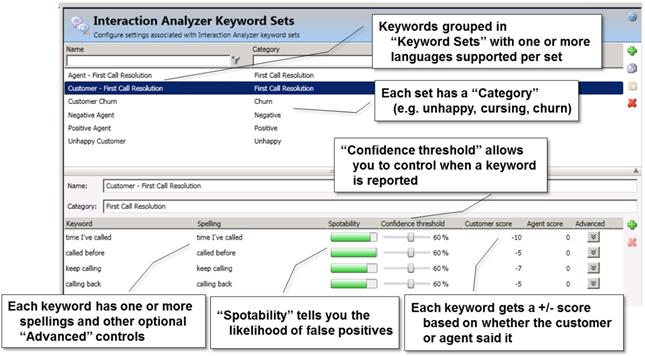 Interaction Analyzer Keyword Sets
Configure settings associated with Interaction Analyzer keyword sets
Keywords grouped in
“Keyword Sets” with one or more
languages supported per set
Name Category
Agent - First Call Resolution First Call Resolution
Customer - First Call Resolution First Call Resolution
Customer Churn Churn
Negative Agent Negative
Positive Agent Positive
Unhappy Customer Unhappy
Each set has a “Category”
(e.g. unhappy, cursing, churn)
“Confidence threshold” allows
you to control when a keyword
is reported
Name: Customer - First Call Resolution
Category: First Call Resolution
Keyword Spelling Spotability Confidence threshold Customer score Agent score Advanced
time I've called time I've called 60% -10 0
called before called before 60% -5 0
keep calling keep calling 60% -7 0
calling back calling back 60% -5 0
Each keyword has one or more
spellings and other optional
“Advanced” controls
“Spotability” tells you the
likelihood of false positives
Each keyword gets a +/- score
based on whether the customer
or agent said it